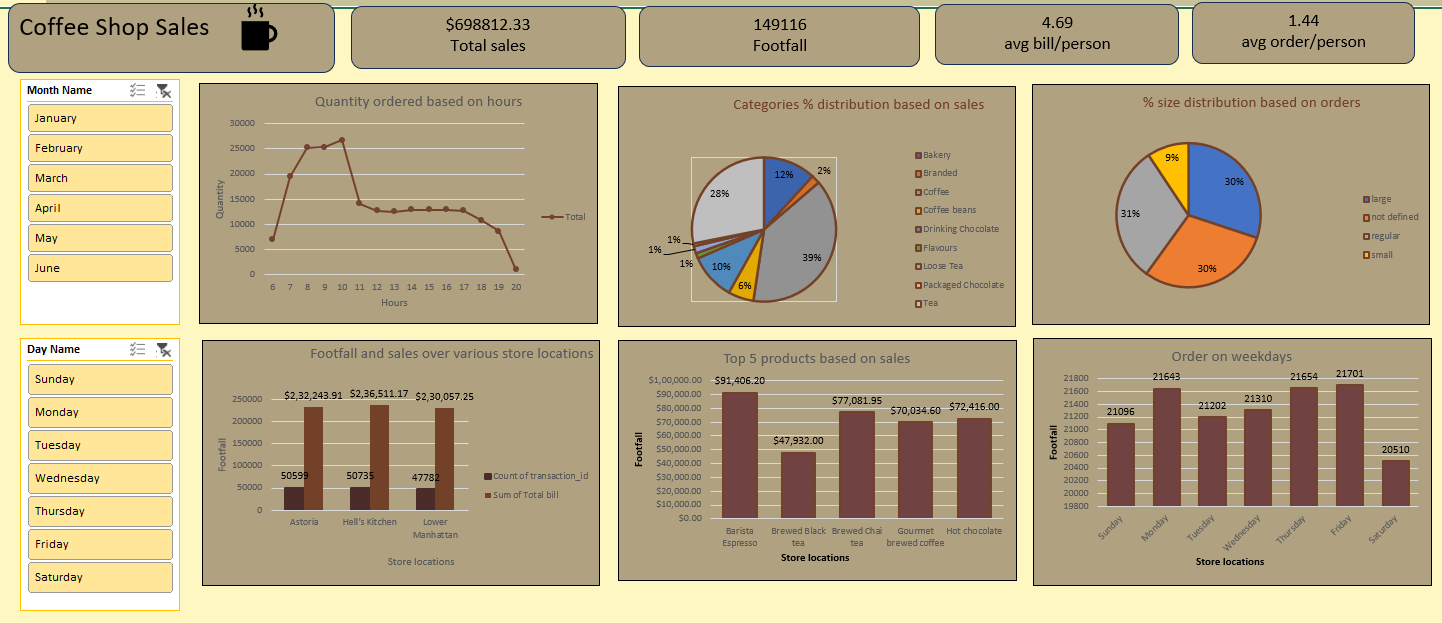 Coffee Shop Sales
$698812.33
Total sales
149116
Footfall
4.69
avg bill/person
1.44
avg order/person
Month Name
January
February
March
April
May
June
Day Name
Sunday
Monday
Tuesday
Wednesday
Thursday
Friday
Saturday
Quantity ordered based on hours
30000
25000
20000
15000
10000
5000
0
Quantity
6 7 8 9 10 11 12 13 14 15 16 17 18 19 20
Hours
Total
Categories % distribution based on sales
12%
2%
39%
6%
10%
1%
1%
1%
28%
Bakery
Branded
Coffee
Coffee beans
Drinking Chocolate
Flavours
Loose Tea
Packaged Chocolate
Tea
% size distribution based on orders
30%
30%
31%
9%
large
not defined
regular
small
Footfall and sales over various store locations
250000
200000
150000
100000
50000
0
Footfall
$2,32,243.91 $2,36,511.17 $2,30,057.25
50599 50735 47782
Astoria Hell's Kitchen Lower
Manhattan
Store locations
Count of transaction_id
Sum of Total bill
Top 5 products based on sales
$1,00,000.00
$90,000.00
$80,000.00
$70,000.00
$60,000.00
$50,000.00
$40,000.00
$30,000.00
$20,000.00
$10,000.00
$0.00
Footfall
$91,406.20
$47,932.00
$77,081.95
$70,034.60
$72,416.00
Barista Brewed Black Brewed Chai Gourmet Hot chocolate
Espresso tea tea brewed coffee
Store locations
Order on weekdays
21800
21600
21400
21200
21000
20800
20600
20400
20200
20000
19800
Footfall
21096
21643
21202
21310
21654
21701
20510
Sunday
Monday
Tuesday
Wednesday
Thursday
Friday
Saturday
Store locations